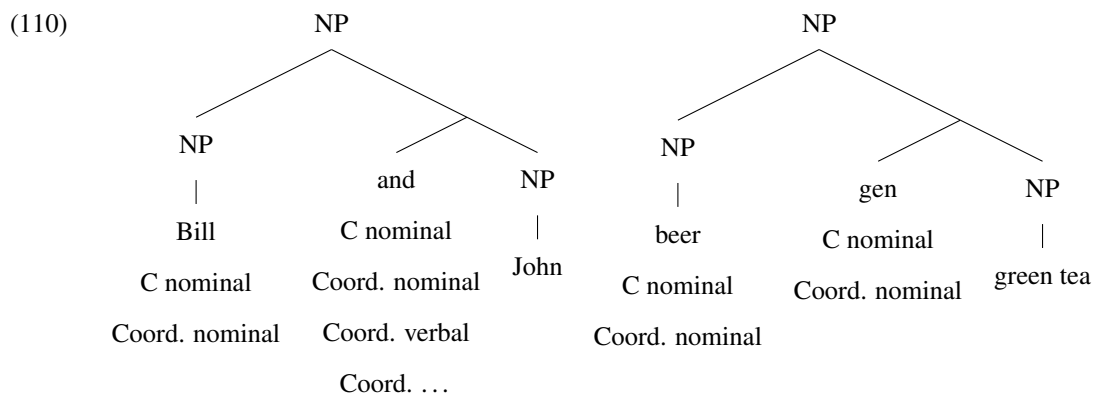 (110) NP NP
NP NP
and gen
NP NP
Bill beer
C nominal C nominal
John green tea
C nominal Coord. nominal C nominal Coord. nominal
Coord. nominal Coord. verbal Coord. nominal
Coord. …